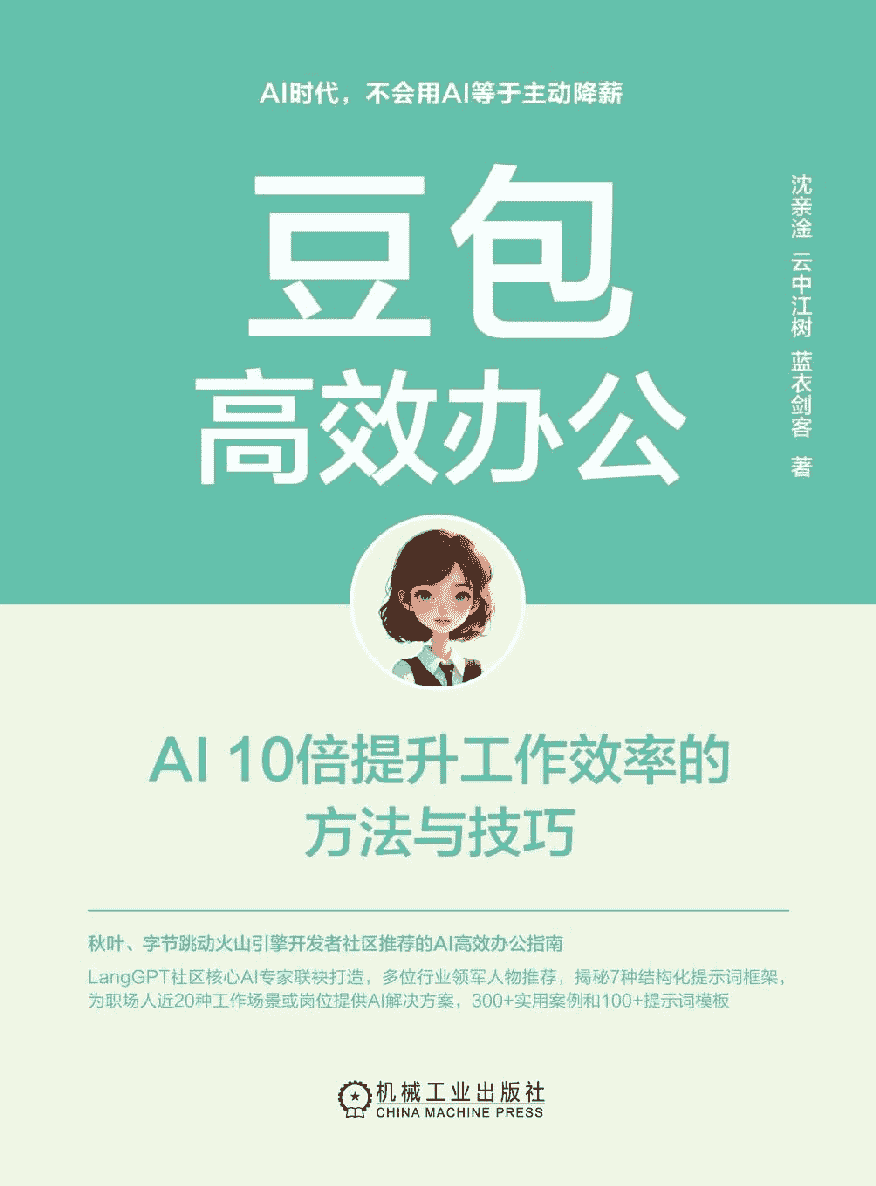 AI时代，不会用AI等于主动降薪
豆包
高效办公
沈亲淦 云中江树 蓝衣剑客 著
AI 10倍提升工作效率的
方法与技巧
秋叶、字节跳动火山引擎开发者社区推荐的AI高效办公指南
LangGPT社区核心AI专家联袂打造，多位行业领军人物推荐，揭秘7种结构化提示词框架，
为职场人近20种工作场景或岗位提供AI解决方案，300+实用案例和100+提示词模板
机械工业出版社
CHINA MACHINE PRESS